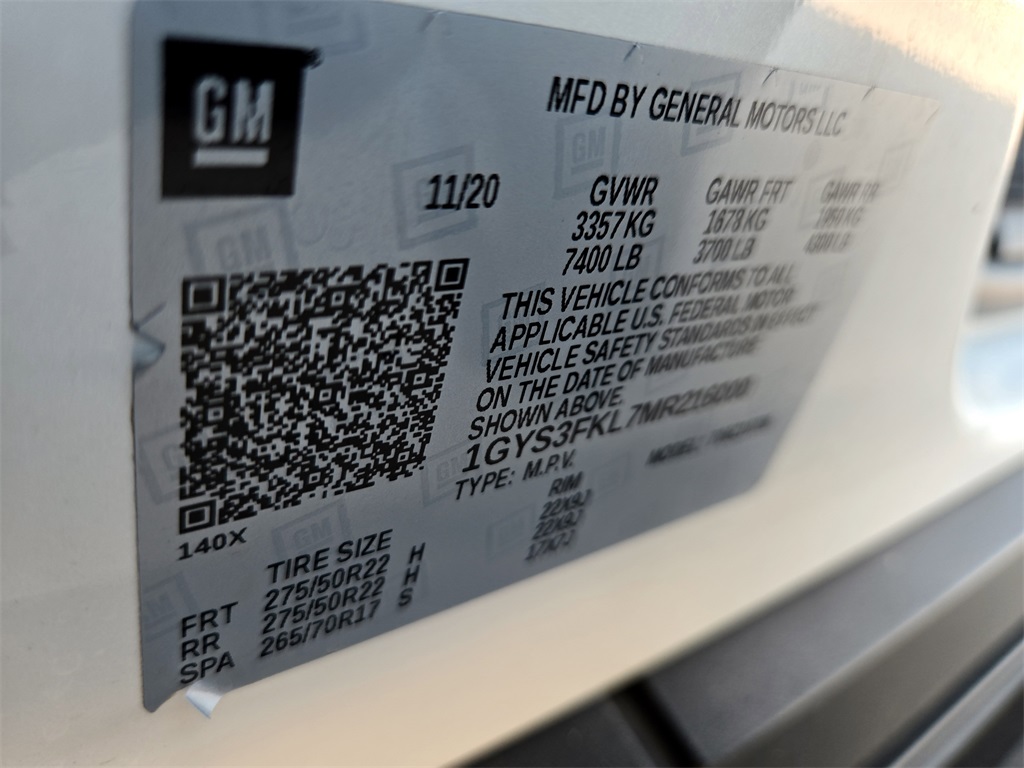 GM
MFD BY GENERAL MOTORS LLC
11/20 GVWR GAWR FRT GAWR RR
3357 KG 1678 KG
7400 LB 3700 LB
THIS VEHICLE CONFORMS TO ALL
APPLICABLE U.S. FEDERAL MOTOR
VEHICLE SAFETY STANDARDS IN EFFECT
ON THE DATE OF MANUFACTURE
SHOWN ABOVE.
1GYS3FKL7MR216000
TYPE: M.P.V. MODEL:
140X
TIRE SIZE RIM
FRT 275/50R22 H 22X9J
RR 275/50R22 H 22X9J
SPA 265/70R17 S 17X7J